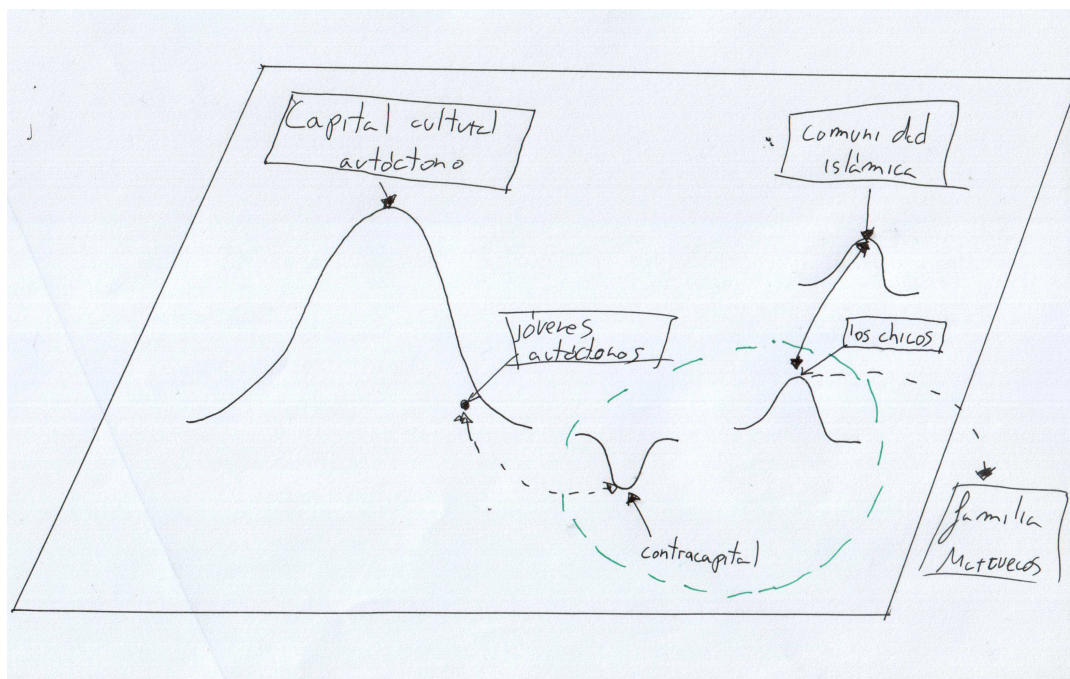 Capital cultural
autóctono
comunidad
islámica
jóvenes
autóctonos
los chicos
contracapital
familia
Marruecos